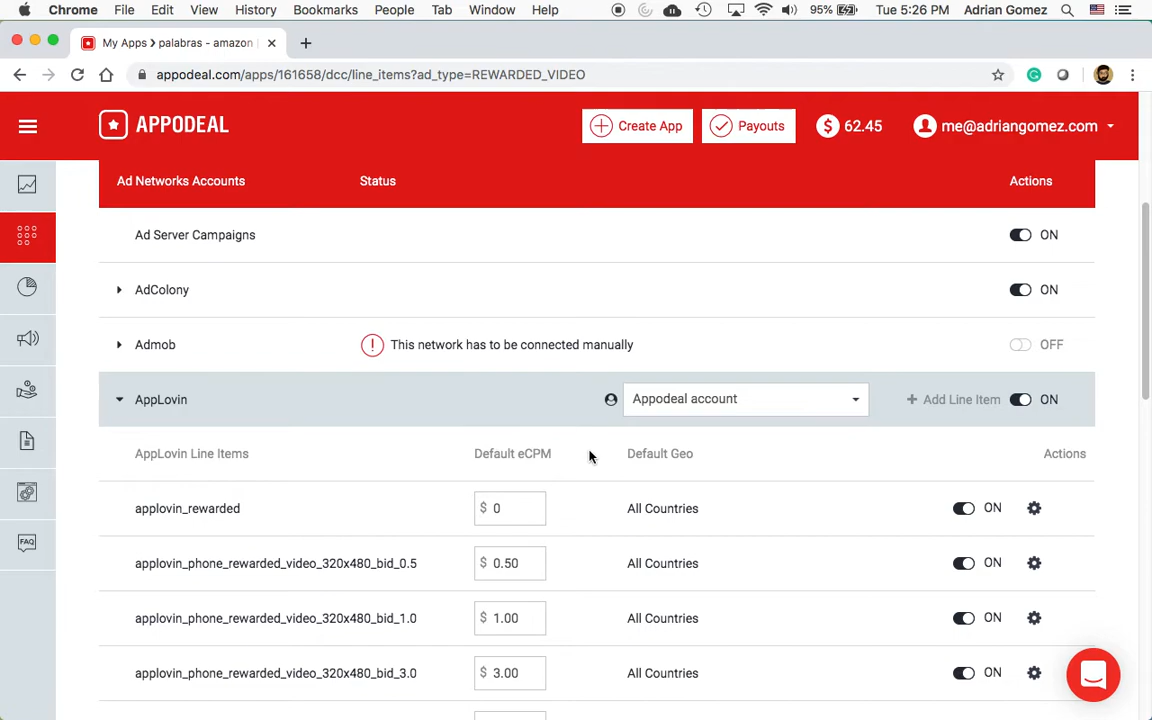 Chrome File Edit View History Bookmarks People Tab Window Help 95% Tue 5:26 PM Adrian Gomez
My Apps ❯ palabras - amazon
appodeal.com/apps/161658/dcc/line_items?ad_type=REWARDED_VIDEO
APPODEAL Create App Payouts $ 62.45 me@adriangomez.com
Ad Networks Accounts Status Actions
Ad Server Campaigns ON
AdColony ON
Admob ! This network has to be connected manually OFF
AppLovin Appodeal account + Add Line Item ON
AppLovin Line Items Default eCPM Default Geo Actions
applovin_rewarded $ 0 All Countries ON
applovin_phone_rewarded_video_320x480_bid_0.5 $ 0.50 All Countries ON
applovin_phone_rewarded_video_320x480_bid_1.0 $ 1.00 All Countries ON
applovin_phone_rewarded_video_320x480_bid_3.0 $ 3.00 All Countries ON
FAQ